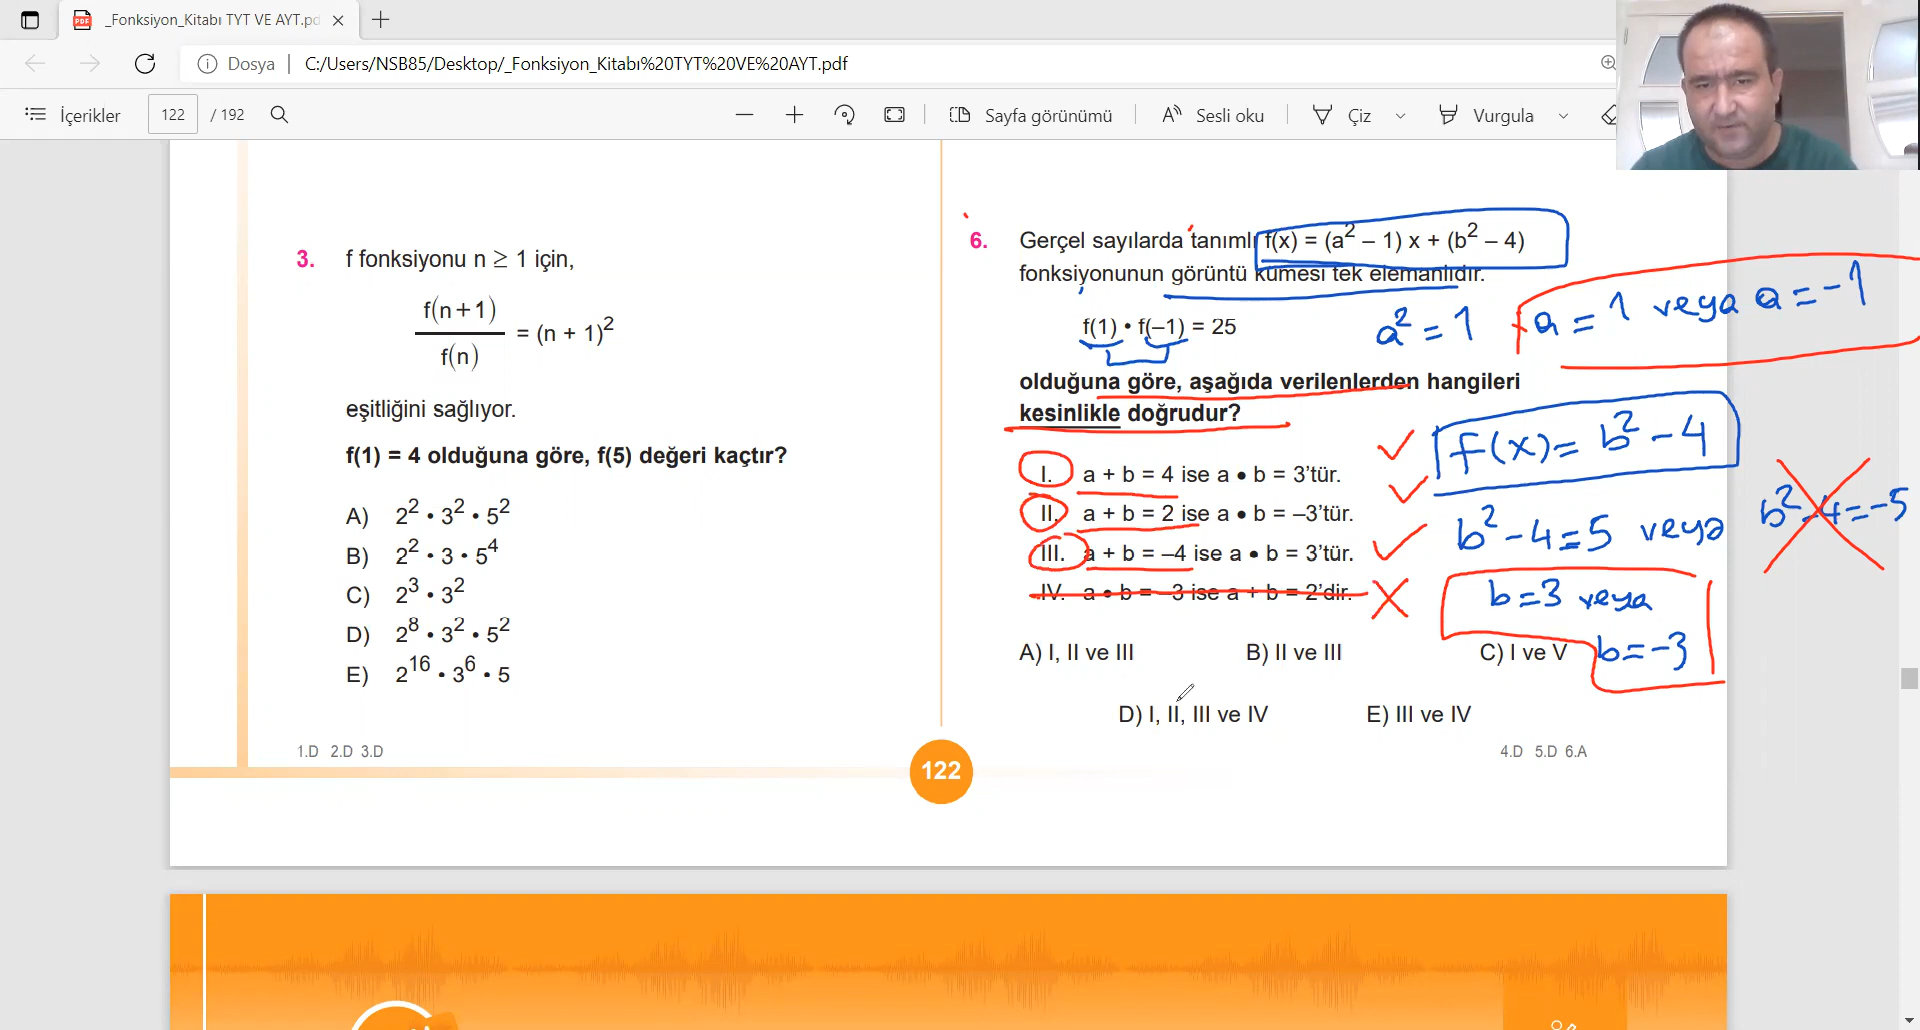 _Fonksiyon_Kitabı TYT VE AYT.pd
Dosya | C:/Users/NSB85/Desktop/_Fonksiyon_Kitabı%20TYT%20VE%20AYT.pdf
İçerikler 122 / 192 Sayfa görünümü Sesli oku Çiz Vurgula
3. f fonksiyonu n ≥ 1 için,
f(n+1)/f(n) = (n + 1)²
eşitliğini sağlıyor.
f(1) = 4 olduğuna göre, f(5) değeri kaçtır?
A) 2² • 3² • 5²
B) 2² • 3 • 5⁴
C) 2³ • 3²
D) 2⁸ • 3² • 5²
E) 2¹⁶ • 3⁶ • 5
1.D 2.D 3.D
6. Gerçel sayılarda tanımlı f(x) = (a² – 1) x + (b² – 4)
fonksiyonunun görüntü kümesi tek elemanlıdır.
f(1) • f(–1) = 25
a² = 1
a = 1 veya a = -1
olduğuna göre, aşağıda verilenlerden hangileri
kesinlikle doğrudur?
I. a + b = 4 ise a • b = 3'tür.
II. a + b = 2 ise a • b = –3'tür.
III. a + b = –4 ise a • b = 3'tür.
IV. a • b = –3 ise a + b = 2'dir.
f(x) = b² - 4
b² - 4 = 5 veya b² - 4 = -5
b = 3 veya
b = -3
A) I, II ve III B) II ve III C) I ve V
D) I, II, III ve IV E) III ve IV
4.D 5.D 6.A
122